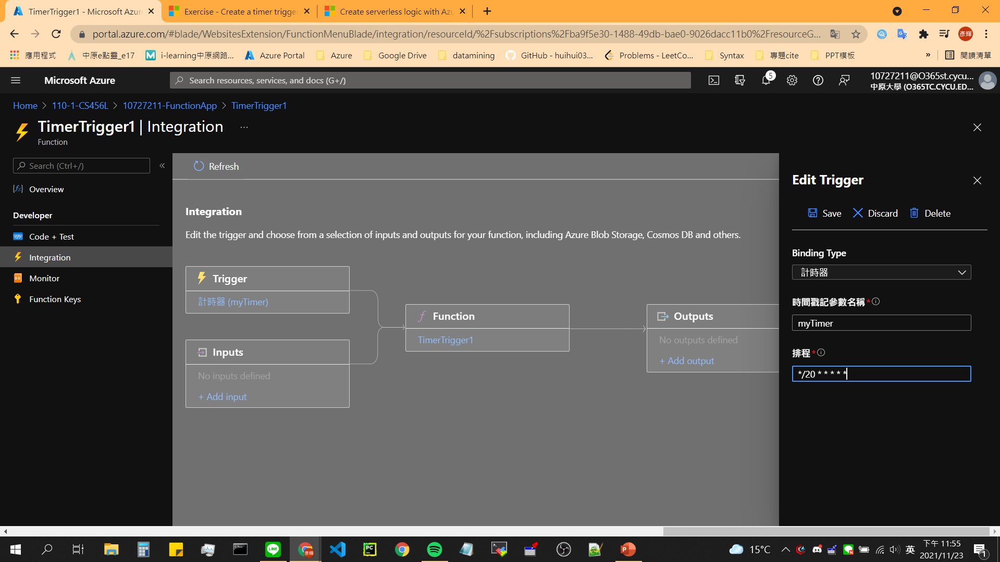 TimerTrigger1 - Microsoft Azur
Exercise - Create a timer trigge
Create serverless logic with Azu
portal.azure.com/#blade/WebsitesExtension/FunctionMenuBlade/integration/resourceId/%2Fsubscriptions%2Fba9f5e30-1488-49db-bae0-9026dacc11b0%2FresourceG...
彥輝
應用程式
中原e點靈_e17
i-learning中原網路...
Azure Portal
Azure
Google Drive
datamining
GitHub - huihui03...
Problems - LeetCo...
Syntax
專題cite
PPT模板
»
閱讀清單
Microsoft Azure
Search resources, services, and docs (G+/)
5
10727211@O365st.cycu...
中原大學 (O365TC.CYCU.ED...
Home > 110-1-CS456L > 10727211-FunctionApp > TimerTrigger1
TimerTrigger1 | Integration ...
Function
Search (Ctrl+/)
«
Overview
Developer
Code + Test
Integration
Monitor
Function Keys
Refresh
Integration
Edit the trigger and choose from a selection of inputs and outputs for your function, including Azure Blob Storage, Cosmos DB and others.
Trigger
計時器 (myTimer)
Inputs
No inputs defined
+ Add input
Function
TimerTrigger1
Outputs
No outputs defined
+ Add output
Edit Trigger
Save
Discard
Delete
Binding Type
計時器
時間戳記參數名稱*
myTimer
排程*
*/20 * * * * *
15°C
英
下午 11:55
2021/11/23
1